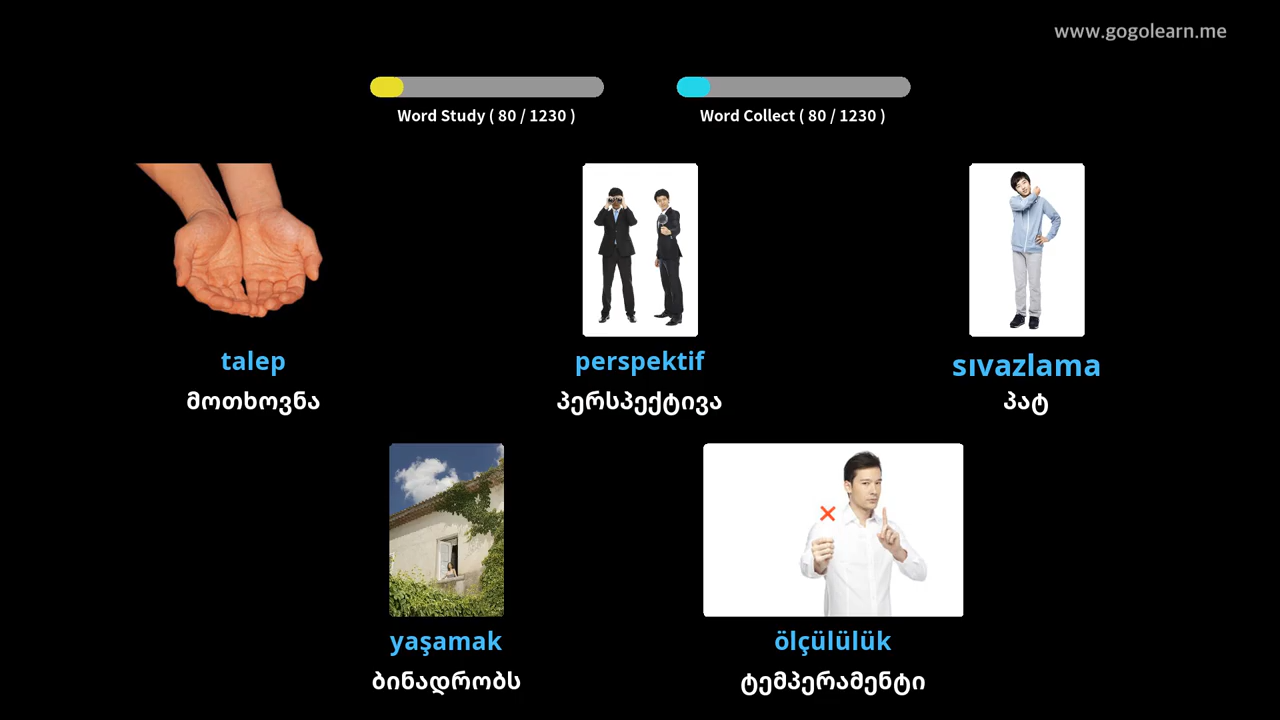 www.gogolearn.me
Word Study ( 80 / 1230 )
Word Collect ( 80 / 1230 )
talep
perspektif
sıvazlama
მოთხოვნა
პერსპექტივა
პატ
yaşamak
ölçülülük
ბინადრობს
ტემპერამენტი